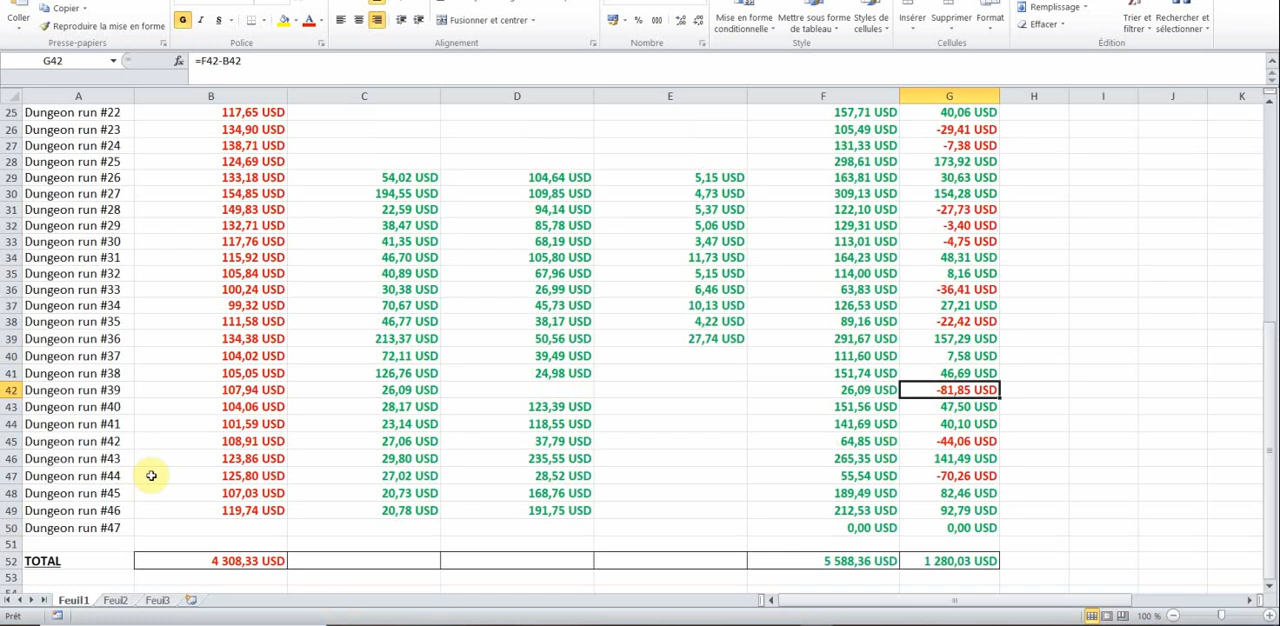 Copier
Coller
Reproduire la mise en forme
G I S A
Fusionner et centrer
% 000
Mise en forme conditionnelle
Mettre sous forme de tableau
Styles de cellules
Insérer Supprimer Format
Remplissage
Effacer
Trier et filtrer
Rechercher et sélectionner
Presse-papiers Police Alignement Nombre Style Cellules Édition
G42 fx =F42-B42
A B C D E F G H I J K
25 Dungeon run #22 117,65 USD 157,71 USD 40,06 USD
26 Dungeon run #23 134,90 USD 105,49 USD -29,41 USD
27 Dungeon run #24 138,71 USD 131,33 USD -7,38 USD
28 Dungeon run #25 124,69 USD 298,61 USD 173,92 USD
29 Dungeon run #26 133,18 USD 54,02 USD 104,64 USD 5,15 USD 163,81 USD 30,63 USD
30 Dungeon run #27 154,85 USD 194,55 USD 109,85 USD 4,73 USD 309,13 USD 154,28 USD
31 Dungeon run #28 149,83 USD 22,59 USD 94,14 USD 5,37 USD 122,10 USD -27,73 USD
32 Dungeon run #29 132,71 USD 38,47 USD 85,78 USD 5,06 USD 129,31 USD -3,40 USD
33 Dungeon run #30 117,76 USD 41,35 USD 68,19 USD 3,47 USD 113,01 USD -4,75 USD
34 Dungeon run #31 115,92 USD 46,70 USD 105,80 USD 11,73 USD 164,23 USD 48,31 USD
35 Dungeon run #32 105,84 USD 40,89 USD 67,96 USD 5,15 USD 114,00 USD 8,16 USD
36 Dungeon run #33 100,24 USD 30,38 USD 26,99 USD 6,46 USD 63,83 USD -36,41 USD
37 Dungeon run #34 99,32 USD 70,67 USD 45,73 USD 10,13 USD 126,53 USD 27,21 USD
38 Dungeon run #35 111,58 USD 46,77 USD 38,17 USD 4,22 USD 89,16 USD -22,42 USD
39 Dungeon run #36 134,38 USD 213,37 USD 50,56 USD 27,74 USD 291,67 USD 157,29 USD
40 Dungeon run #37 104,02 USD 72,11 USD 39,49 USD 111,60 USD 7,58 USD
41 Dungeon run #38 105,05 USD 126,76 USD 24,98 USD 151,74 USD 46,69 USD
42 Dungeon run #39 107,94 USD 26,09 USD 26,09 USD -81,85 USD
43 Dungeon run #40 104,06 USD 28,17 USD 123,39 USD 151,56 USD 47,50 USD
44 Dungeon run #41 101,59 USD 23,14 USD 118,55 USD 141,69 USD 40,10 USD
45 Dungeon run #42 108,91 USD 27,06 USD 37,79 USD 64,85 USD -44,06 USD
46 Dungeon run #43 123,86 USD 29,80 USD 235,55 USD 265,35 USD 141,49 USD
47 Dungeon run #44 125,80 USD 27,02 USD 28,52 USD 55,54 USD -70,26 USD
48 Dungeon run #45 107,03 USD 20,73 USD 168,76 USD 189,49 USD 82,46 USD
49 Dungeon run #46 119,74 USD 20,78 USD 191,75 USD 212,53 USD 92,79 USD
50 Dungeon run #47 0,00 USD 0,00 USD
51
52 TOTAL 4 308,33 USD 5 588,36 USD 1 280,03 USD
53
Feuil1 Feuil2 Feuil3
Prêt 100 %